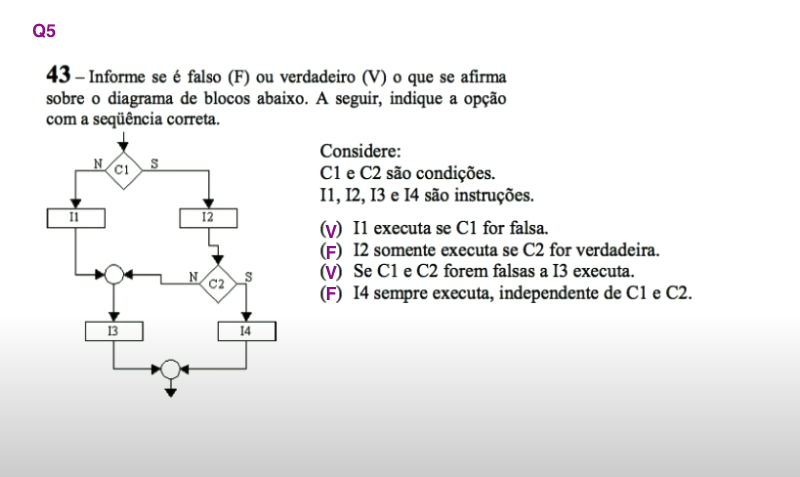 Q5
43 – Informe se é falso (F) ou verdadeiro (V) o que se afirma
sobre o diagrama de blocos abaixo. A seguir, indique a opção
com a seqüência correta.
N C1 S
I1 I2
N C2 S
I3 I4
Considere:
C1 e C2 são condições.
I1, I2, I3 e I4 são instruções.
(V) I1 executa se C1 for falsa.
(F) I2 somente executa se C2 for verdadeira.
(V) Se C1 e C2 forem falsas a I3 executa.
(F) I4 sempre executa, independente de C1 e C2.